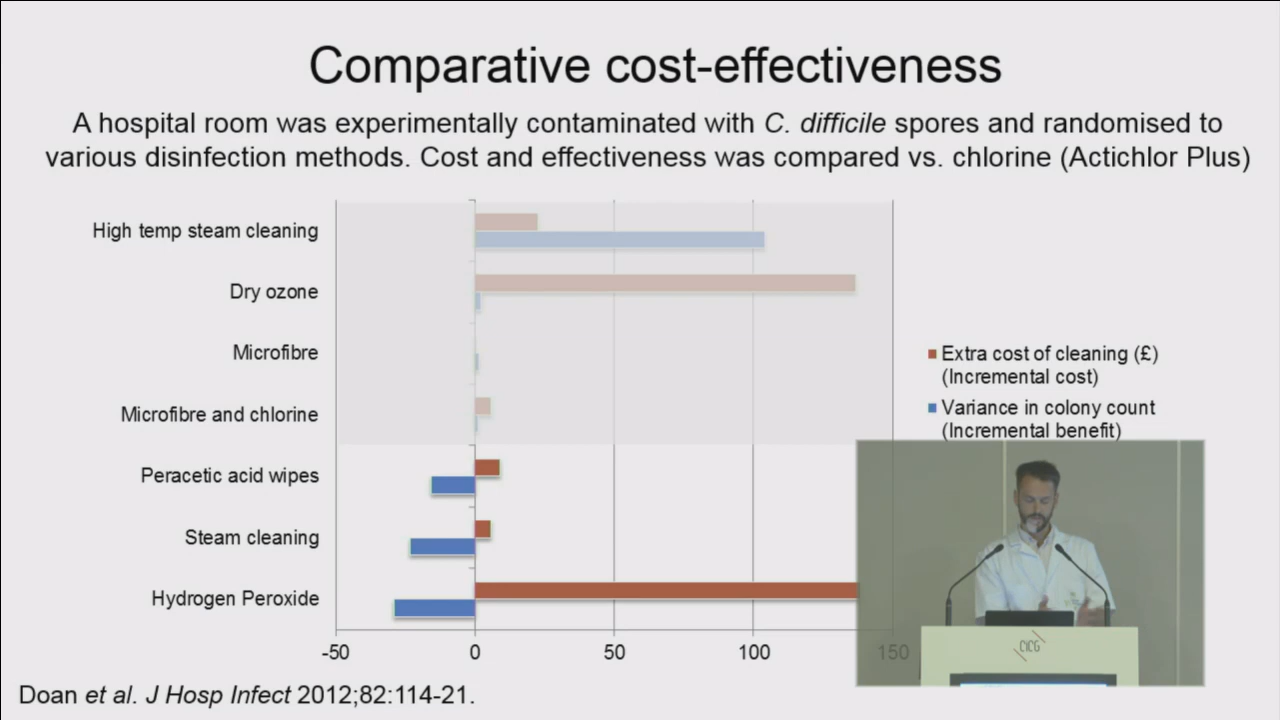 Comparative cost-effectiveness
A hospital room was experimentally contaminated with C. difficile spores and randomised to
various disinfection methods. Cost and effectiveness was compared vs. chlorine (Actichlor Plus)
High temp steam cleaning
Dry ozone
Microfibre
Microfibre and chlorine
Peracetic acid wipes
Steam cleaning
Hydrogen Peroxide
-50
0
50
100
150
Extra cost of cleaning (£)
(Incremental cost)
Variance in colony count
(Incremental benefit)
CICG
Doan et al. J Hosp Infect 2012;82:114-21.